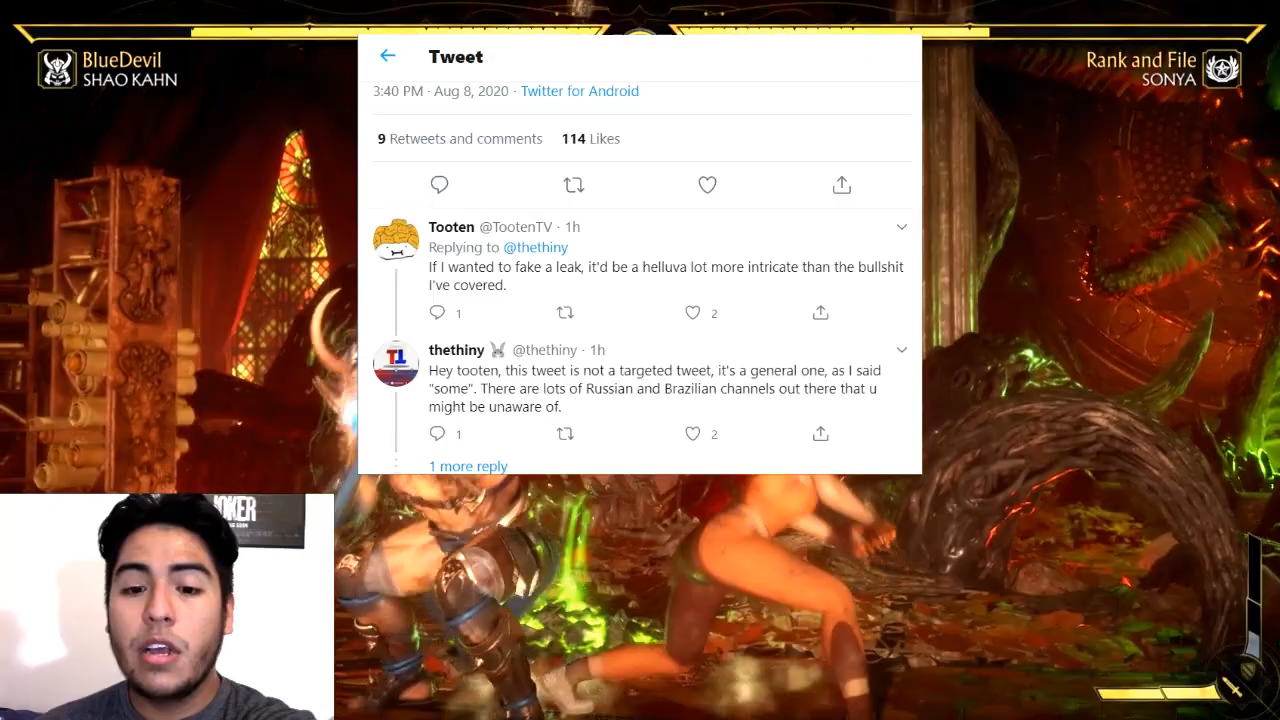 BlueDevil
SHAO KAHN
Rank and File
SONYA
Tweet
3:40 PM · Aug 8, 2020 · Twitter for Android
9 Retweets and comments 114 Likes
Tooten @TootenTV · 1h
Replying to @thethiny
If I wanted to fake a leak, it'd be a helluva lot more intricate than the bullshit
I've covered.
1 2
TL
thethiny @thethiny · 1h
Hey tooten, this tweet is not a targeted tweet, it's a general one, as I said
"some". There are lots of Russian and Brazilian channels out there that u
might be unaware of.
1 2
1 more reply
JOKER